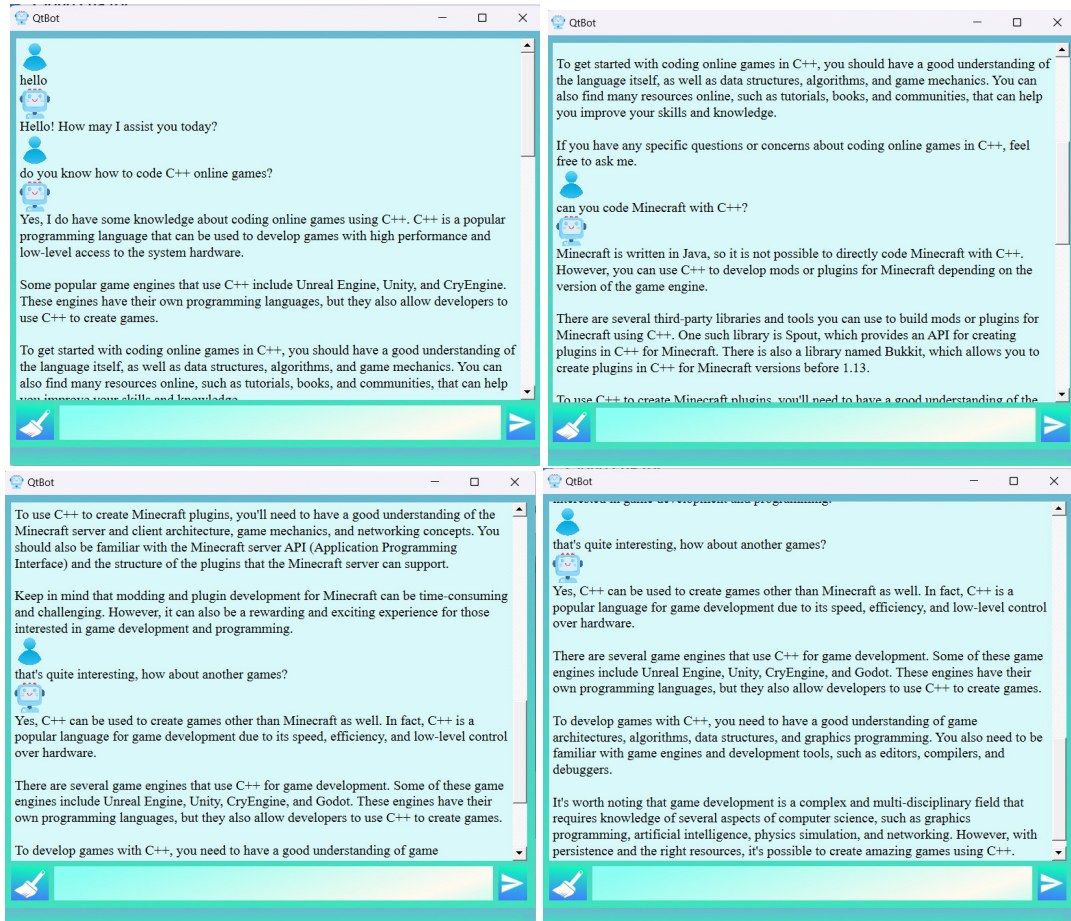 QtBot
hello
Hello! How may I assist you today?
do you know how to code C++ online games?
Yes, I do have some knowledge about coding online games using C++. C++ is a popular
programming language that can be used to develop games with high performance and
low-level access to the system hardware.
Some popular game engines that use C++ include Unreal Engine, Unity, and CryEngine.
These engines have their own programming languages, but they also allow developers to
use C++ to create games.
To get started with coding online games in C++, you should have a good understanding of
the language itself, as well as data structures, algorithms, and game mechanics. You can
also find many resources online, such as tutorials, books, and communities, that can help
you improve your skills and knowledge.
QtBot
To get started with coding online games in C++, you should have a good understanding of
the language itself, as well as data structures, algorithms, and game mechanics. You can
also find many resources online, such as tutorials, books, and communities, that can help
you improve your skills and knowledge.
If you have any specific questions or concerns about coding online games in C++, feel
free to ask me.
can you code Minecraft with C++?
Minecraft is written in Java, so it is not possible to directly code Minecraft with C++.
However, you can use C++ to develop mods or plugins for Minecraft depending on the
version of the game engine.
There are several third-party libraries and tools you can use to build mods or plugins for
Minecraft using C++. One such library is Spout, which provides an API for creating
plugins in C++ for Minecraft. There is also a library named Bukkit, which allows you to
create plugins in C++ for Minecraft versions before 1.13.
To use C++ to create Minecraft plugins, you'll need to have a good understanding of the
QtBot
To use C++ to create Minecraft plugins, you'll need to have a good understanding of the
Minecraft server and client architecture, game mechanics, and networking concepts. You
should also be familiar with the Minecraft server API (Application Programming
Interface) and the structure of the plugins that the Minecraft server can support.
Keep in mind that modding and plugin development for Minecraft can be time-consuming
and challenging. However, it can also be a rewarding and exciting experience for those
interested in game development and programming.
that's quite interesting, how about another games?
Yes, C++ can be used to create games other than Minecraft as well. In fact, C++ is a
popular language for game development due to its speed, efficiency, and low-level control
over hardware.
There are several game engines that use C++ for game development. Some of these game
engines include Unreal Engine, Unity, CryEngine, and Godot. These engines have their
own programming languages, but they also allow developers to use C++ to create games.
To develop games with C++, you need to have a good understanding of game
QtBot
interested in game development and programming.
that's quite interesting, how about another games?
Yes, C++ can be used to create games other than Minecraft as well. In fact, C++ is a
popular language for game development due to its speed, efficiency, and low-level control
over hardware.
There are several game engines that use C++ for game development. Some of these game
engines include Unreal Engine, Unity, CryEngine, and Godot. These engines have their
own programming languages, but they also allow developers to use C++ to create games.
To develop games with C++, you need to have a good understanding of game
architectures, algorithms, data structures, and graphics programming. You also need to be
familiar with game engines and development tools, such as editors, compilers, and
debuggers.
It's worth noting that game development is a complex and multi-disciplinary field that
requires knowledge of several aspects of computer science, such as graphics
programming, artificial intelligence, physics simulation, and networking. However, with
persistence and the right resources, it's possible to create amazing games using C++.